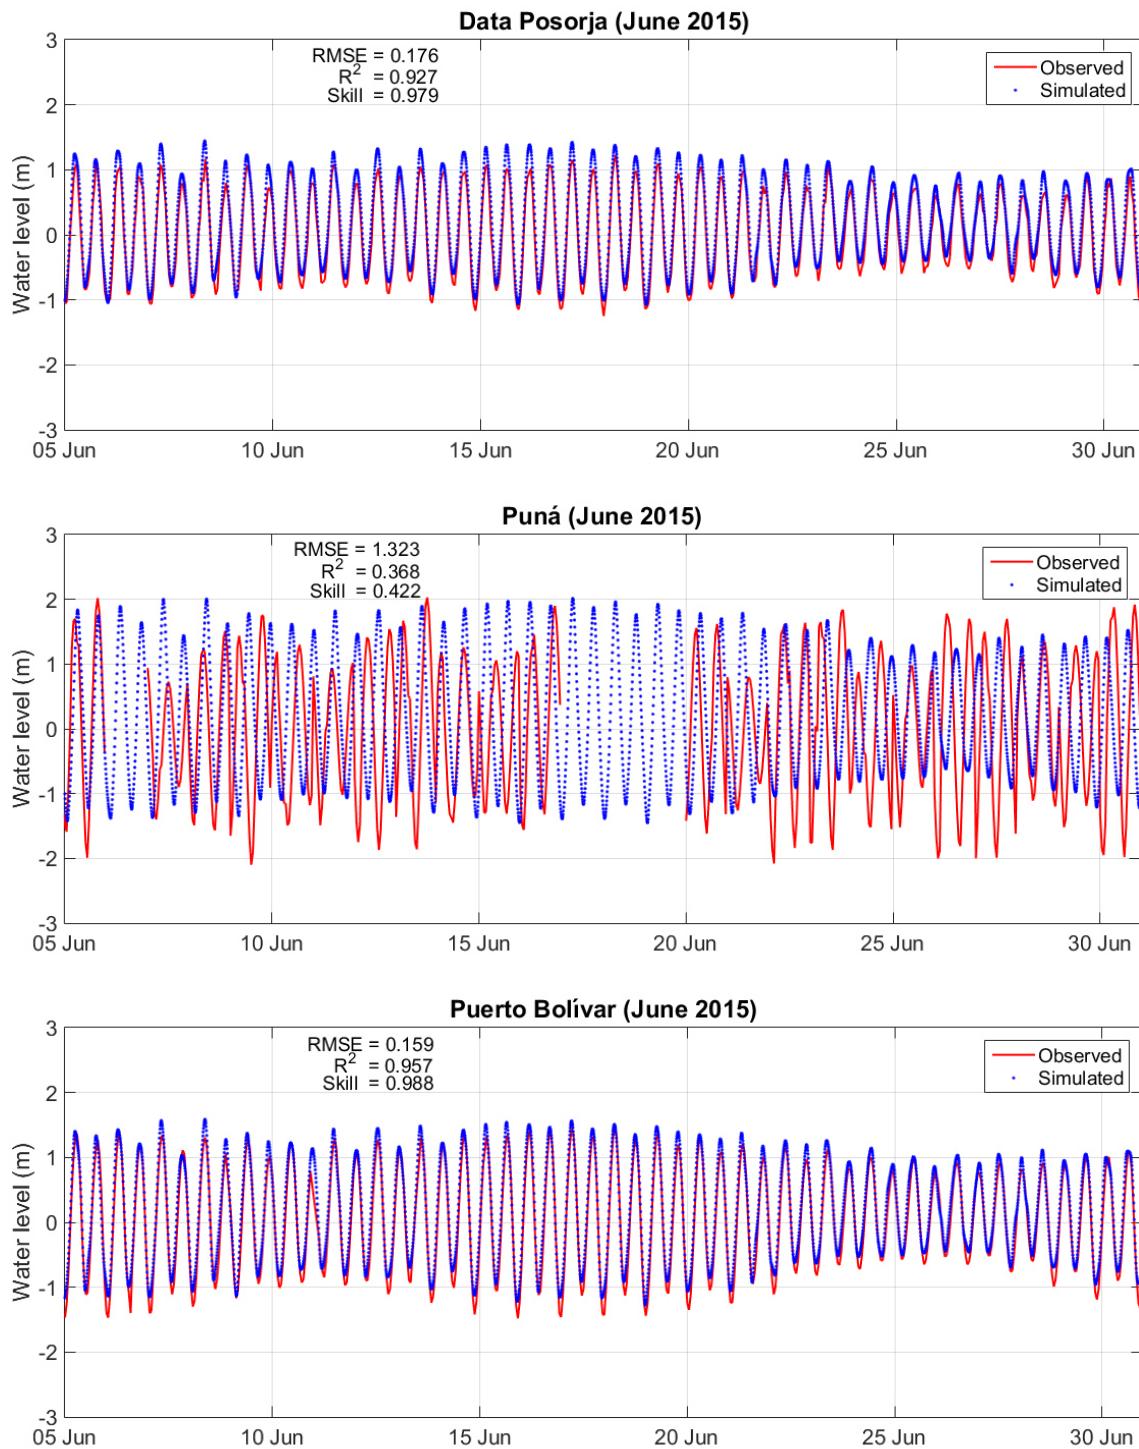 Data Posorja (June 2015)
RMSE = 0.176
R2 = 0.927
Skill = 0.979
Observed
Simulated
Water level (m)
3
2
1
0
-1
-2
-3
05 Jun
10 Jun
15 Jun
20 Jun
25 Jun
30 Jun
Puná (June 2015)
RMSE = 1.323
R2 = 0.368
Skill = 0.422
Observed
Simulated
Water level (m)
3
2
1
0
-1
-2
-3
05 Jun
10 Jun
15 Jun
20 Jun
25 Jun
30 Jun
Puerto Bolívar (June 2015)
RMSE = 0.159
R2 = 0.957
Skill = 0.988
Observed
Simulated
Water level (m)
3
2
1
0
-1
-2
-3
05 Jun
10 Jun
15 Jun
20 Jun
25 Jun
30 Jun